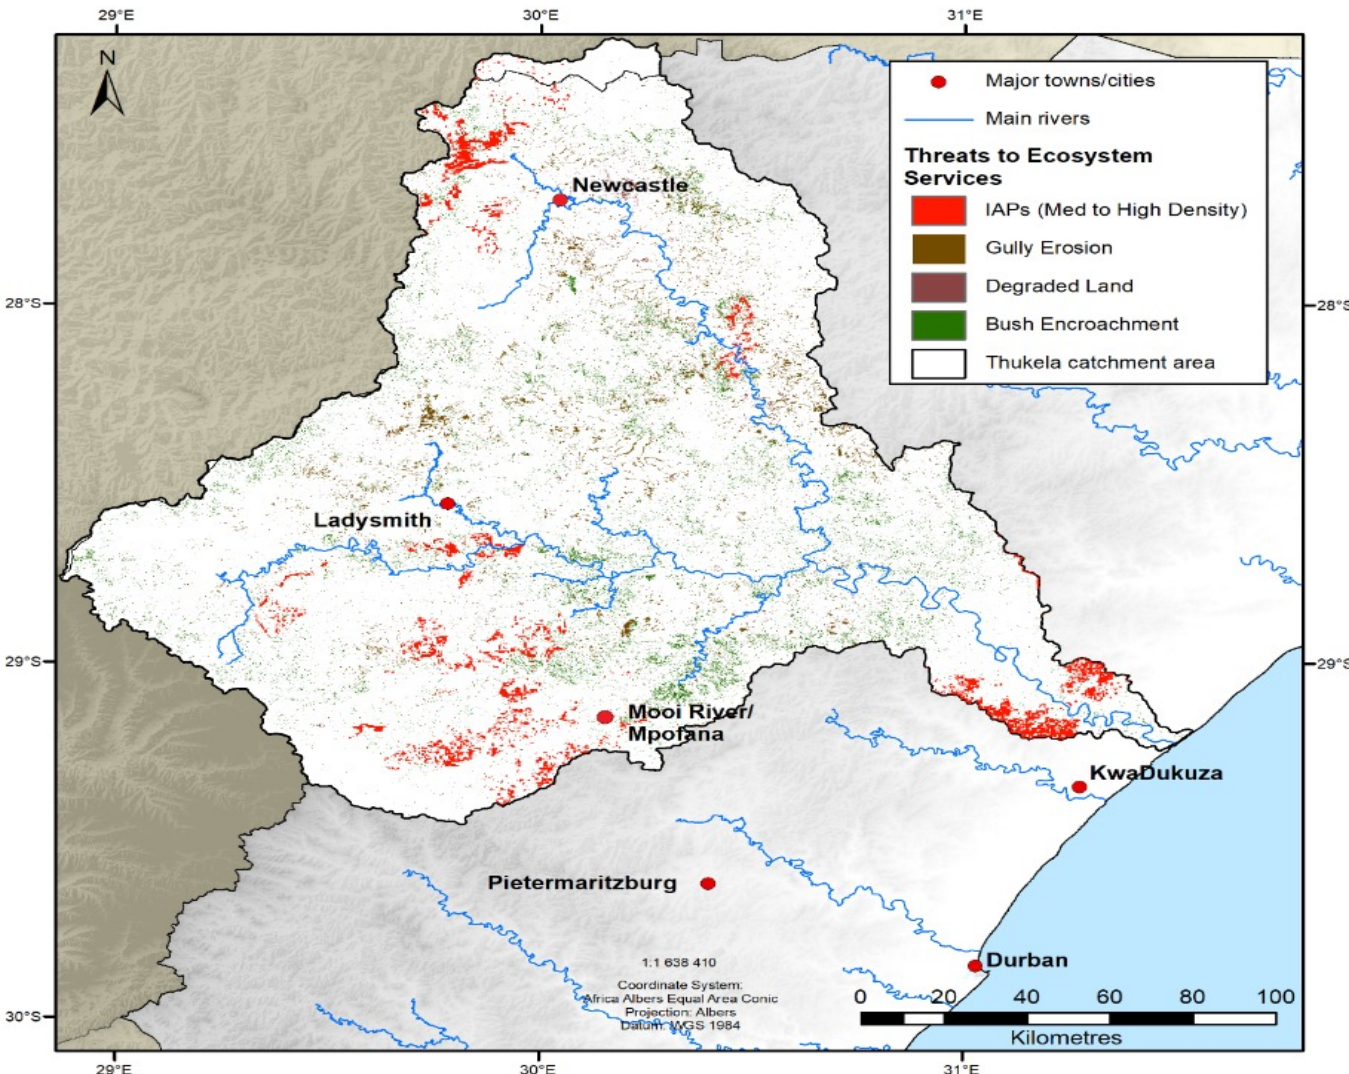 29°E 30°E 31°E
N
Major towns/cities
Main rivers
Threats to Ecosystem
Services
IAPs (Med to High Density)
Gully Erosion
Degraded Land
Bush Encroachment
Thukela catchment area
Newcastle
28°S 28°S
Ladysmith
29°S 29°S
Mooi River/
Mpofana
KwaDukuza
Pietermaritzburg
Durban
1:1 638 410
Coordinate System:
Africa Albers Equal Area Conic
Projection: Albers
Datum: WGS 1984
0 20 40 60 80 100
Kilometres
30°S 30°S
29°E 30°E 31°E